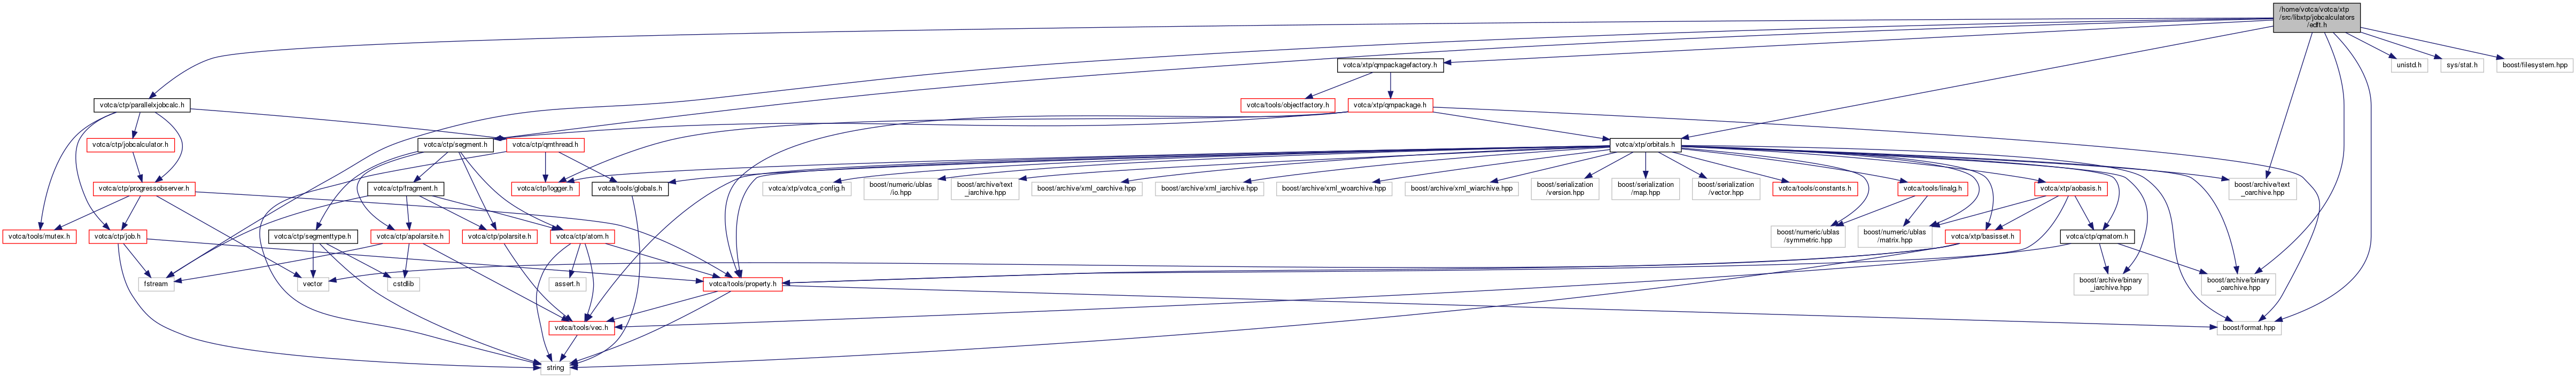 /home/votca/votca/xtp
/src/libxtp/jobcalculators
/edft.h
votca/xtp/qmpackagefactory.h
unistd.h
sys/stat.h
boost/filesystem.hpp
votca/ctp/parallelxjobcalc.h
votca/tools/objectfactory.h
votca/xtp/qmpackage.h
votca/ctp/jobcalculator.h
votca/ctp/segment.h
votca/ctp/qmthread.h
votca/xtp/orbitals.h
votca/ctp/progressobserver.h
votca/ctp/fragment.h
votca/ctp/logger.h
votca/tools/globals.h
votca/xtp/votca_config.h
boost/numeric/ublas
/io.hpp
boost/archive/text
_iarchive.hpp
boost/archive/xml_oarchive.hpp
boost/archive/xml_iarchive.hpp
boost/archive/xml_woarchive.hpp
boost/archive/xml_wiarchive.hpp
boost/serialization
/version.hpp
boost/serialization
/map.hpp
boost/serialization
/vector.hpp
votca/tools/constants.h
votca/tools/linalg.h
votca/xtp/aobasis.h
boost/archive/text
_oarchive.hpp
votca/tools/mutex.h
votca/ctp/job.h
votca/ctp/segmenttype.h
votca/ctp/apolarsite.h
votca/ctp/polarsite.h
votca/ctp/atom.h
boost/numeric/ublas
/symmetric.hpp
boost/numeric/ublas
/matrix.hpp
votca/xtp/basisset.h
votca/ctp/qmatom.h
fstream
vector
cstdlib
assert.h
votca/tools/property.h
boost/archive/binary
_iarchive.hpp
boost/archive/binary
_oarchive.hpp
votca/tools/vec.h
boost/format.hpp
string